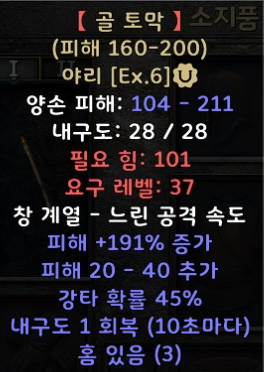 소지품
【 골 토막 】
(피해 160-200)
야리 [Ex.6]
양손 피해: 104 - 211
내구도: 28 / 28
필요 힘: 101
요구 레벨: 37
창 계열 - 느린 공격 속도
피해 +191% 증가
피해 20 - 40 추가
강타 확률 45%
내구도 1 회복 (10초마다)
홈 있음 (3)